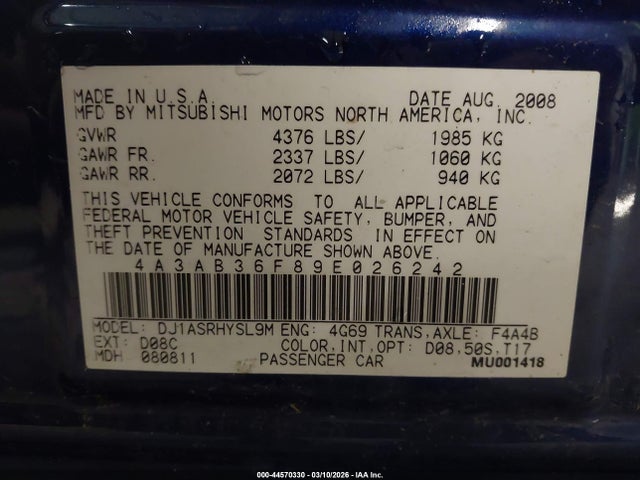 MADE IN U.S.A. DATE AUG. 2008
MFD BY MITSUBISHI MOTORS NORTH AMERICA, INC.
GVWR 4376 LBS/ 1985 KG
GAWR FR. 2337 LBS/ 1060 KG
GAWR RR. 2072 LBS/ 940 KG
THIS VEHICLE CONFORMS TO ALL APPLICABLE
FEDERAL MOTOR VEHICLE SAFETY, BUMPER, AND
THEFT PREVENTION STANDARDS IN EFFECT ON
THE DATE OF MANUFACTURE SHOWN ABOVE.
4A3AB36F89E026242
MODEL: DJ1ASRHYSL9M ENG: 4G69 TRANS,AXLE: F4A4B
EXT: D08C COLOR,INT,OPT: D08,50S,T17
MDH 080811 PASSENGER CAR MU001418
000-44570330 - 03/10/2026 - IAA Inc.